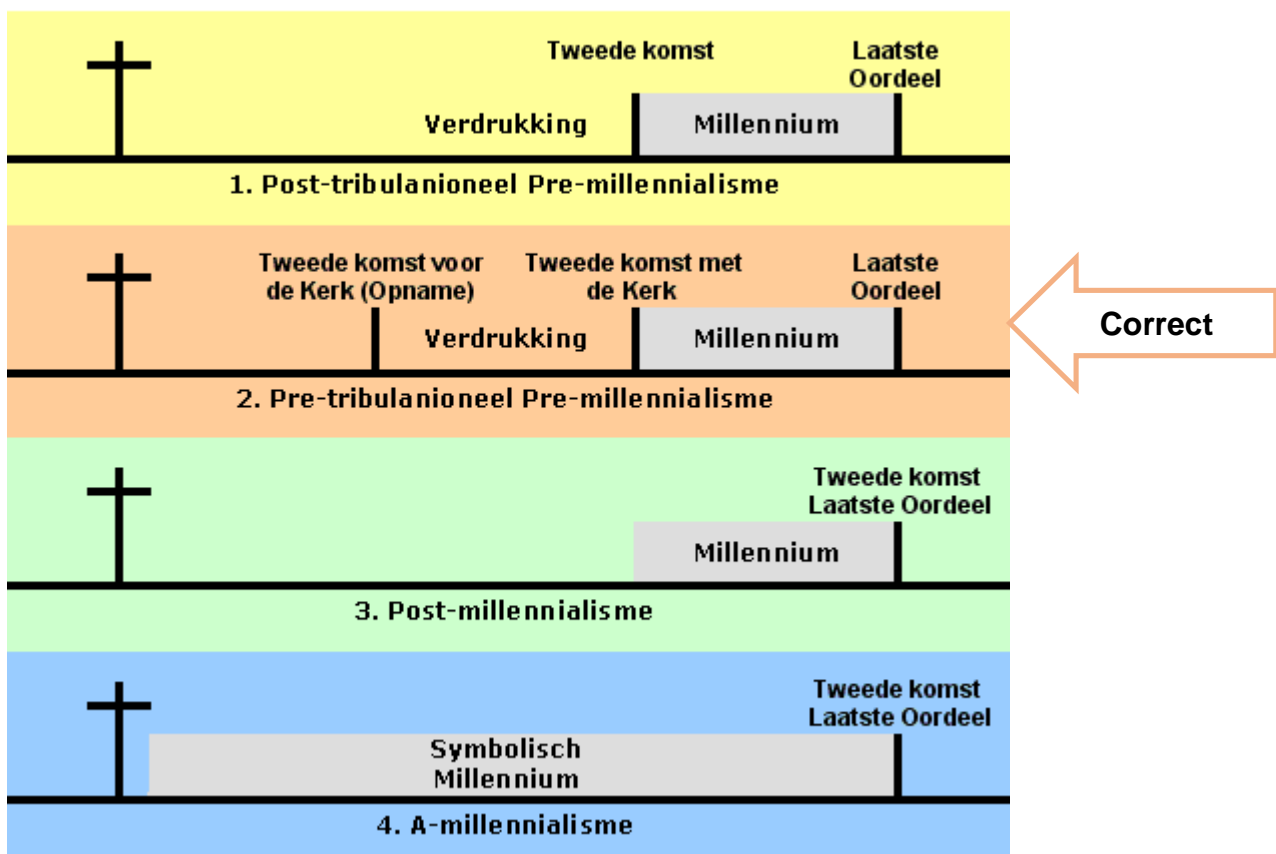 Tweede komst
Laatste
Oordeel
Verdrukking
Millennium
1. Post-tribulanioneel Pre-millennialisme
Tweede komst voor
de Kerk (Opname)
Tweede komst met
de Kerk
Laatste
Oordeel
Verdrukking
Millennium
2. Pre-tribulanioneel Pre-millennialisme
Correct
Tweede komst
Laatste Oordeel
Millennium
3. Post-millennialisme
Tweede komst
Laatste Oordeel
Symbolisch
Millennium
4. A-millennialisme